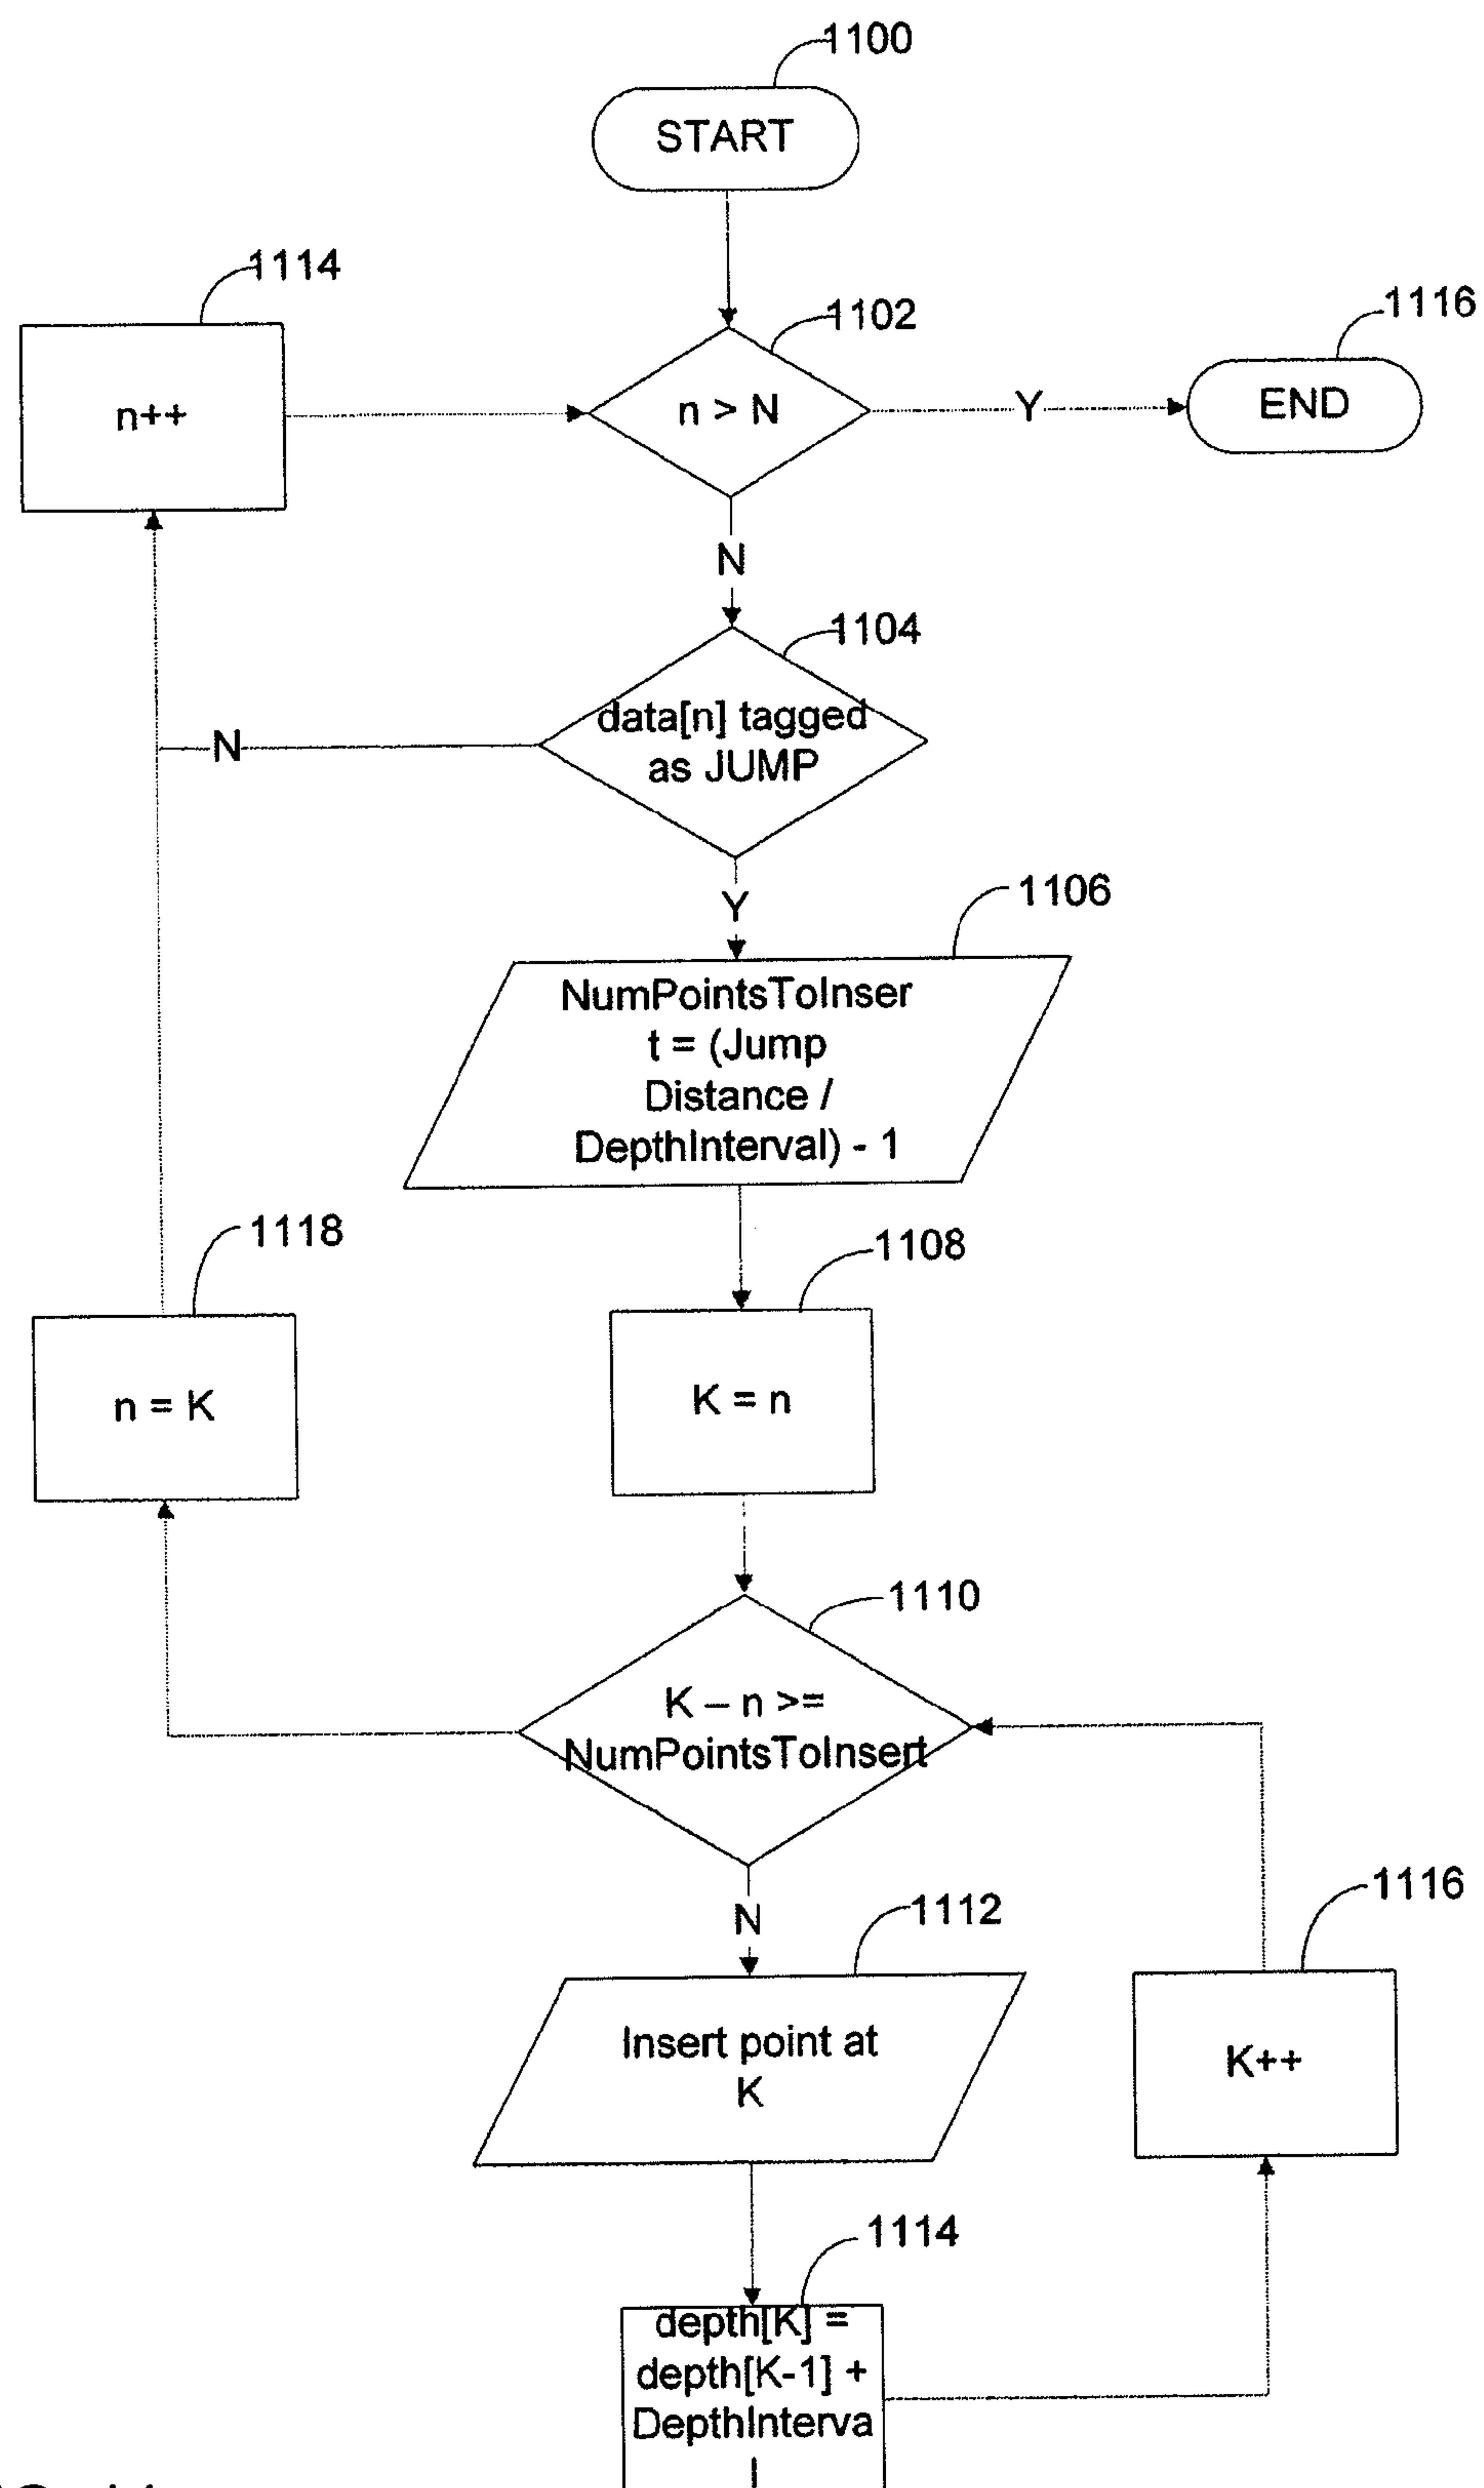 1100
START
1114
1102
1116
n++
n > N
Y
END
N
1104
data[n] tagged
as JUMP
N
Y
1106
NumPointsToInser
t = (Jump
Distance /
DepthInterval) - 1
1118
1108
n = K
K = n
1110
K – n >=
NumPointsToInsert
N
1112
1116
Insert point at
K
K++
1114
depth[K] =
depth[K-1] +
DepthInterva
l